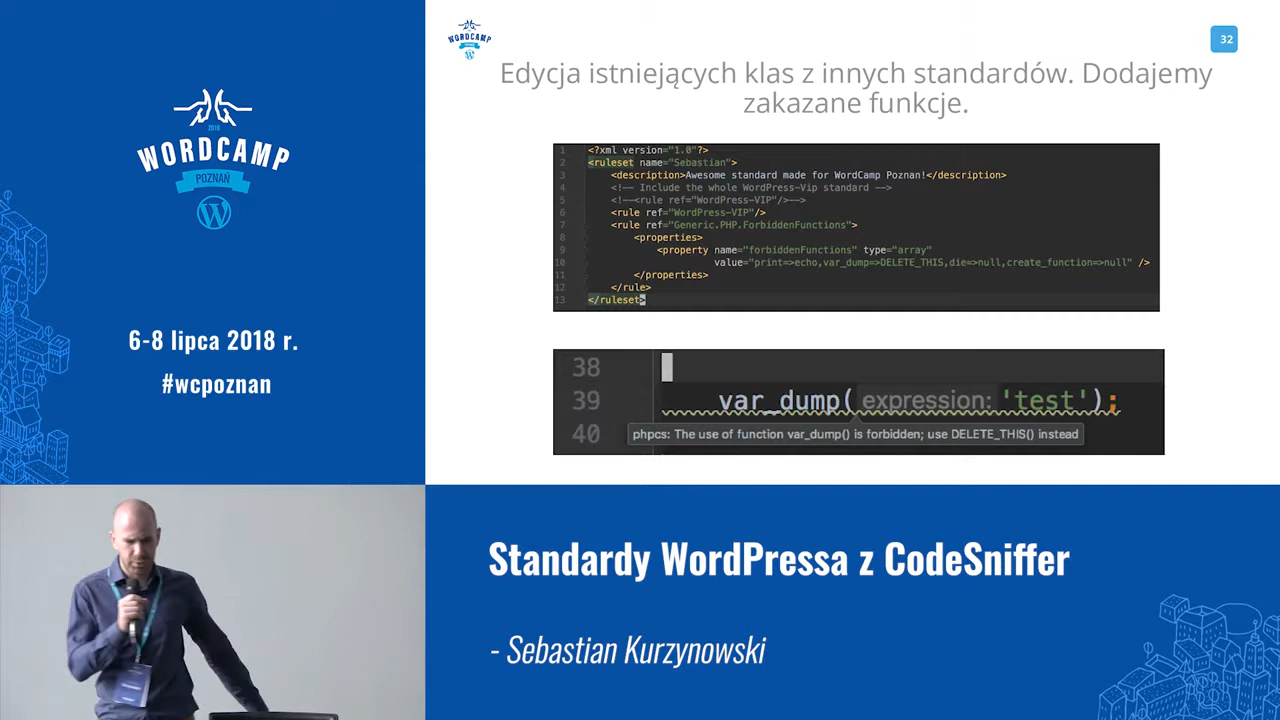 2018
WORDCAMP
POZNAŃ
6-8 lipca 2018 r.
#wcpoznan
WORDCAMP
32
Edycja istniejących klas z innych standardów. Dodajemy
zakazane funkcje.
1 <?xml version="1.0"?>
2 <ruleset name="Sebastian">
3 <description>Awesome standard made for WordCamp Poznan!</description>
4 <!-- Include the whole WordPress-Vip standard -->
5 <!--<rule ref="WordPress-VIP"/>-->
6 <rule ref="WordPress-VIP"/>
7 <rule ref="Generic.PHP.ForbiddenFunctions">
8 <properties>
9 <property name="forbiddenFunctions" type="array"
10 value="print=>echo,var_dump=>DELETE_THIS,die=>null,create_function=>null" />
11 </properties>
12 </rule>
13 </ruleset>
38
39 var_dump( expression: 'test');
40 phpcs: The use of function var_dump() is forbidden; use DELETE_THIS() instead
Standardy WordPressa z CodeSniffer
- Sebastian Kurzynowski